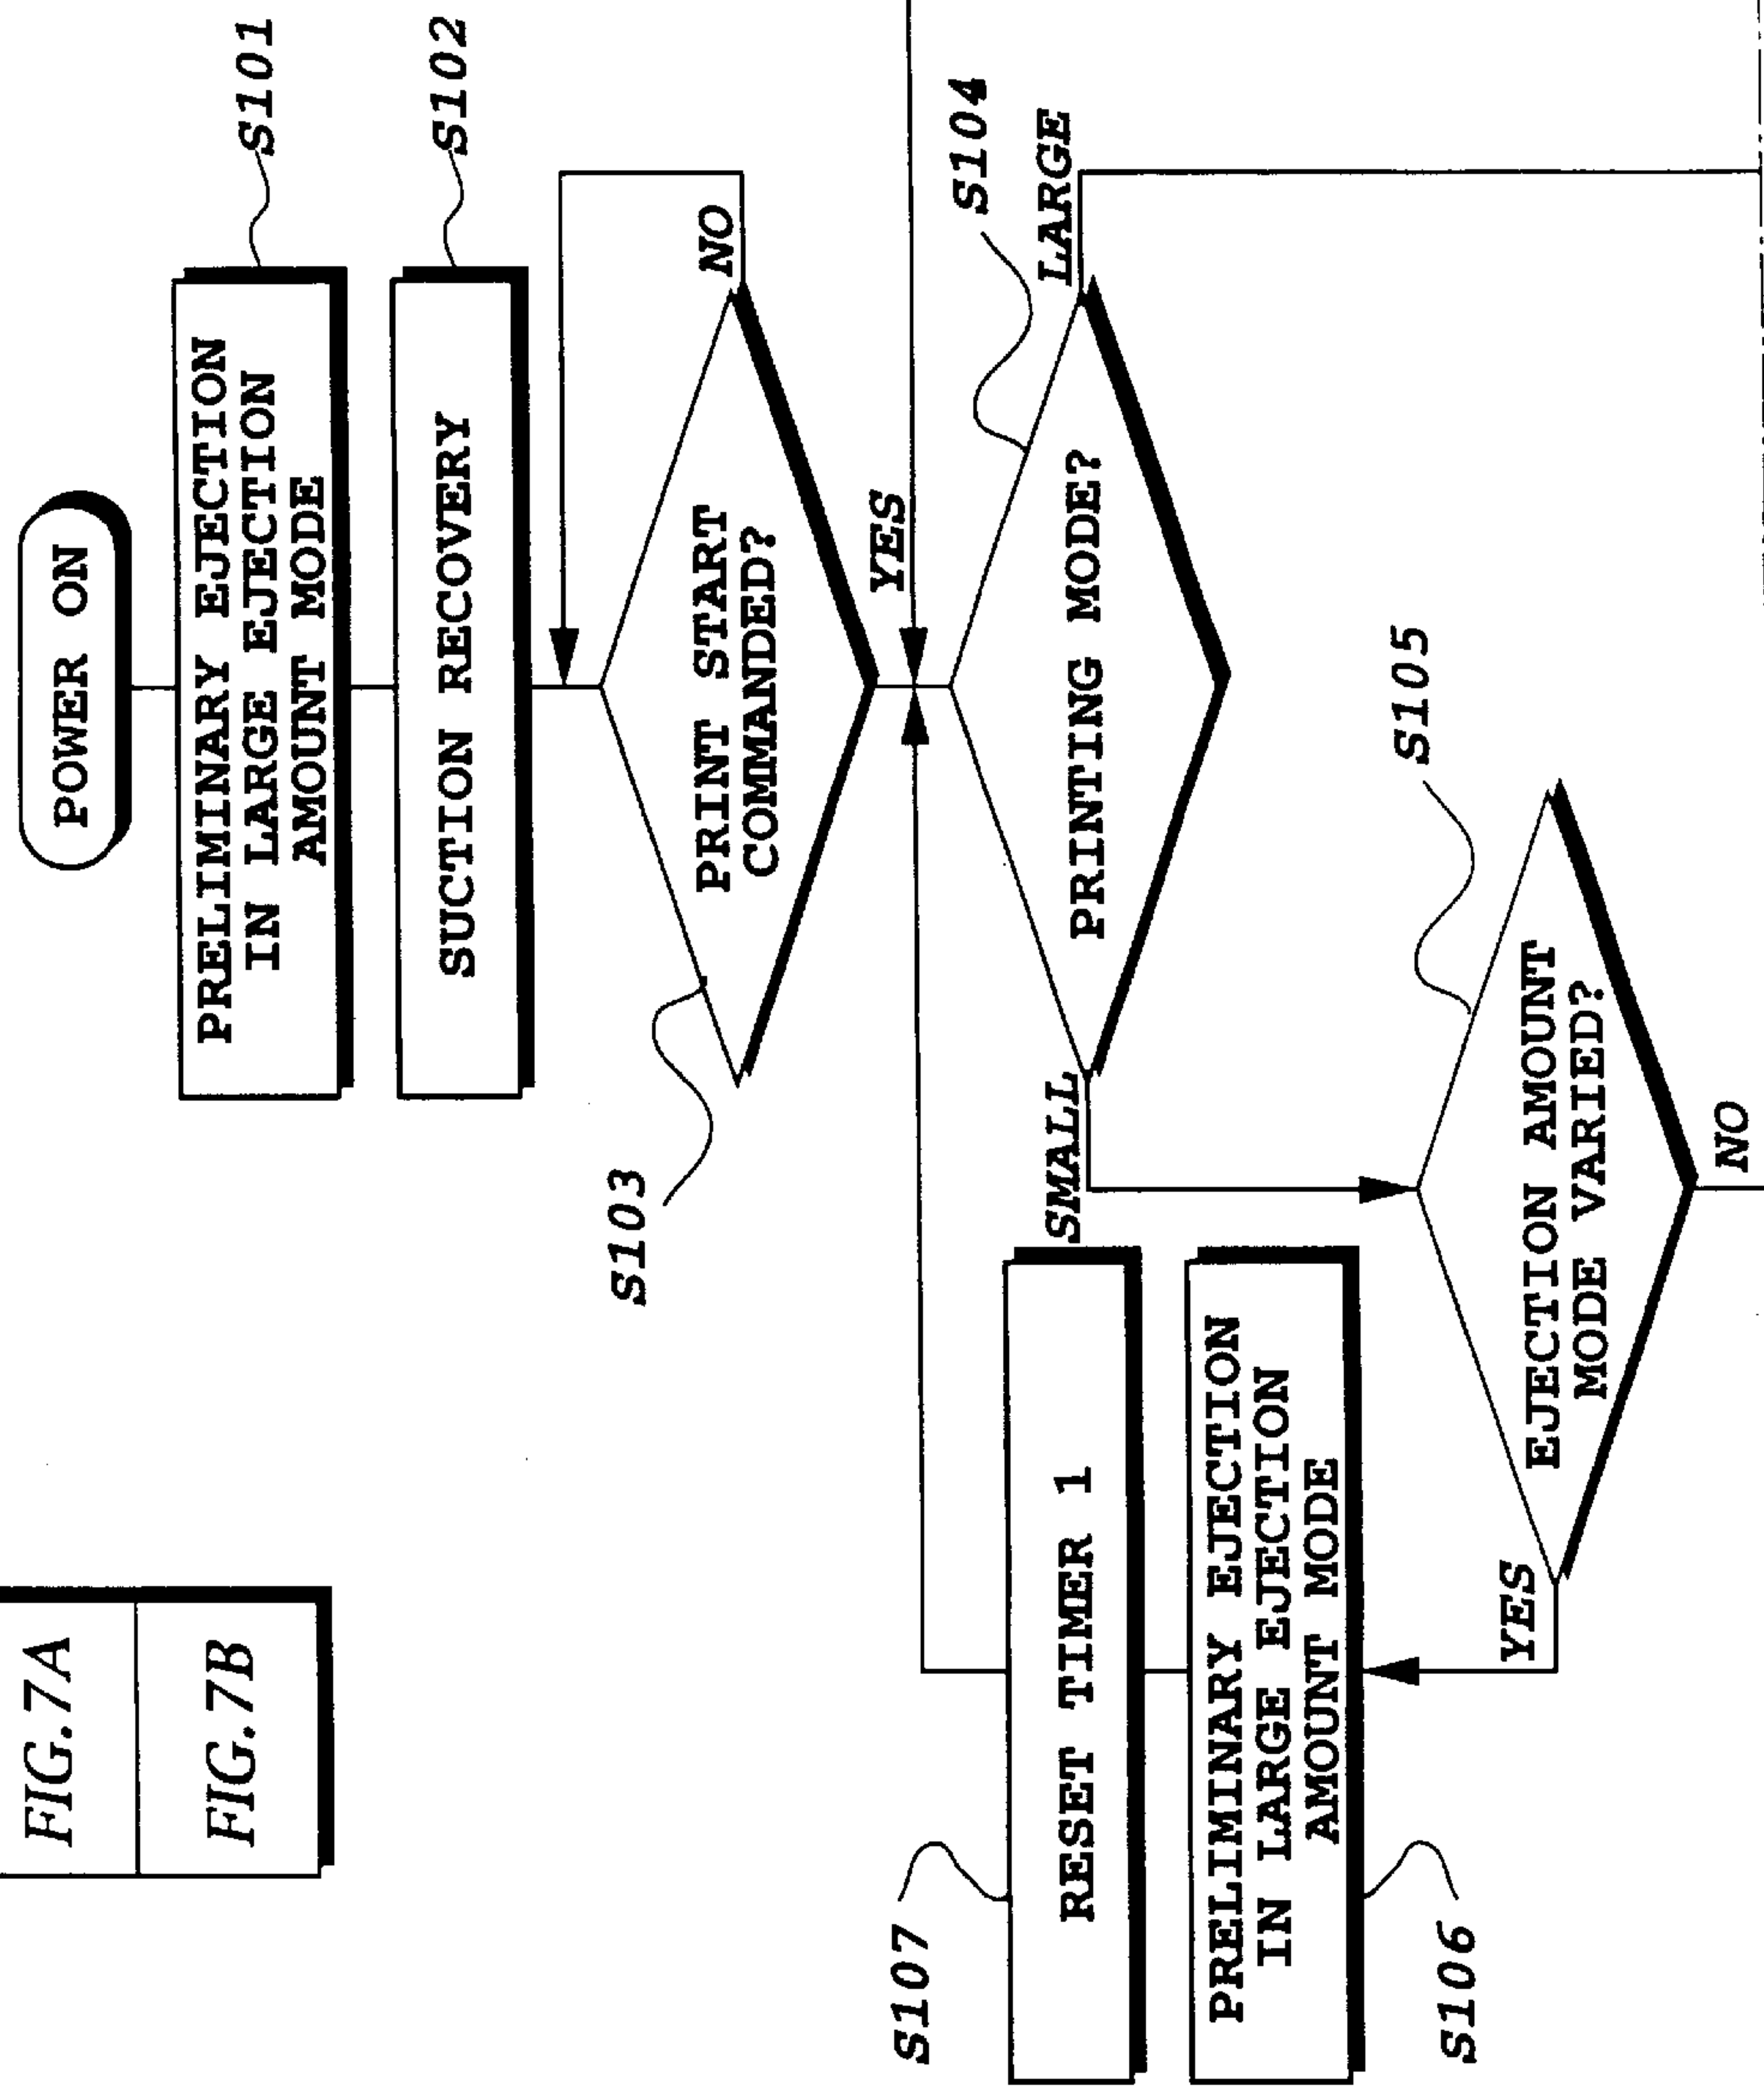 FIG.7A
FIG.7B
POWER ON
PRELIMINARY EJECTION
IN LARGE EJECTION
AMOUNT MODE
S101
SUCTION RECOVERY
S102
PRINT START
COMMANDED?
S103
NO
YES
PRINTING MODE?
S104
LARGE
SMALL
EJECTION AMOUNT
MODE VARIED?
S105
YES
NO
PRELIMINARY EJECTION
IN LARGE EJECTION
AMOUNT MODE
S106
RESET TIMER 1
S107